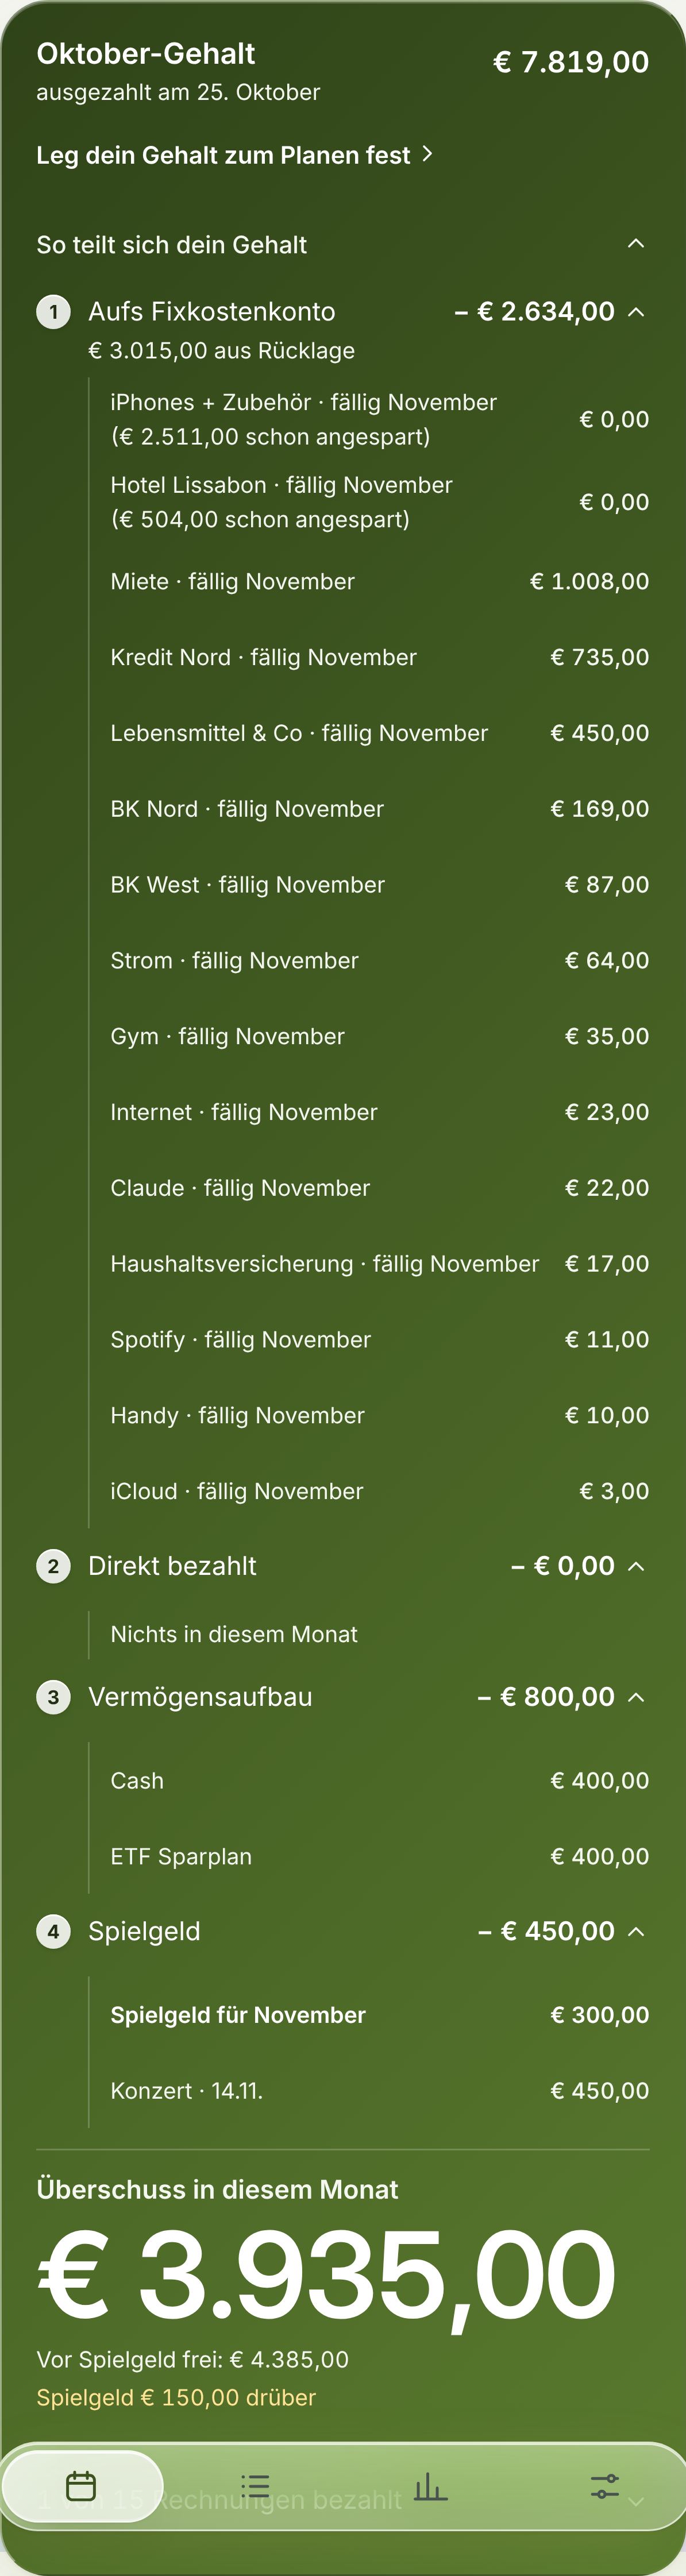 Oktober-Gehalt
€ 7.819,00
ausgezahlt am 25. Oktober
Leg dein Gehalt zum Planen fest
So teilt sich dein Gehalt
1 Aufs Fixkostenkonto – € 2.634,00
€ 3.015,00 aus Rücklage
iPhones + Zubehör · fällig November
(€ 2.511,00 schon angespart)
€ 0,00
Hotel Lissabon · fällig November
(€ 504,00 schon angespart)
€ 0,00
Miete · fällig November € 1.008,00
Kredit Nord · fällig November € 735,00
Lebensmittel & Co · fällig November € 450,00
BK Nord · fällig November € 169,00
BK West · fällig November € 87,00
Strom · fällig November € 64,00
Gym · fällig November € 35,00
Internet · fällig November € 23,00
Claude · fällig November € 22,00
Haushaltsversicherung · fällig November € 17,00
Spotify · fällig November € 11,00
Handy · fällig November € 10,00
iCloud · fällig November € 3,00
2 Direkt bezahlt – € 0,00
Nichts in diesem Monat
3 Vermögensaufbau – € 800,00
Cash € 400,00
ETF Sparplan € 400,00
4 Spielgeld – € 450,00
Spielgeld für November € 300,00
Konzert · 14.11. € 450,00
Überschuss in diesem Monat
€ 3.935,00
Vor Spielgeld frei: € 4.385,00
Spielgeld € 150,00 drüber
1 von 15 Rechnungen bezahlt